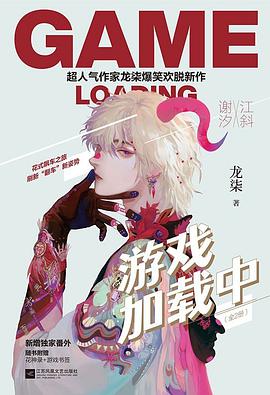 GAME
超人气作家龙柒爆笑欢脱新作
LOADING
谢汐
江斜
花式飙车之旅
刷新“翻车”新姿势
龙柒 著
游戏
加载中
(全2册)
新增独家番外
随书附赠
花种录+游戏书签
江苏凤凰文艺出版社